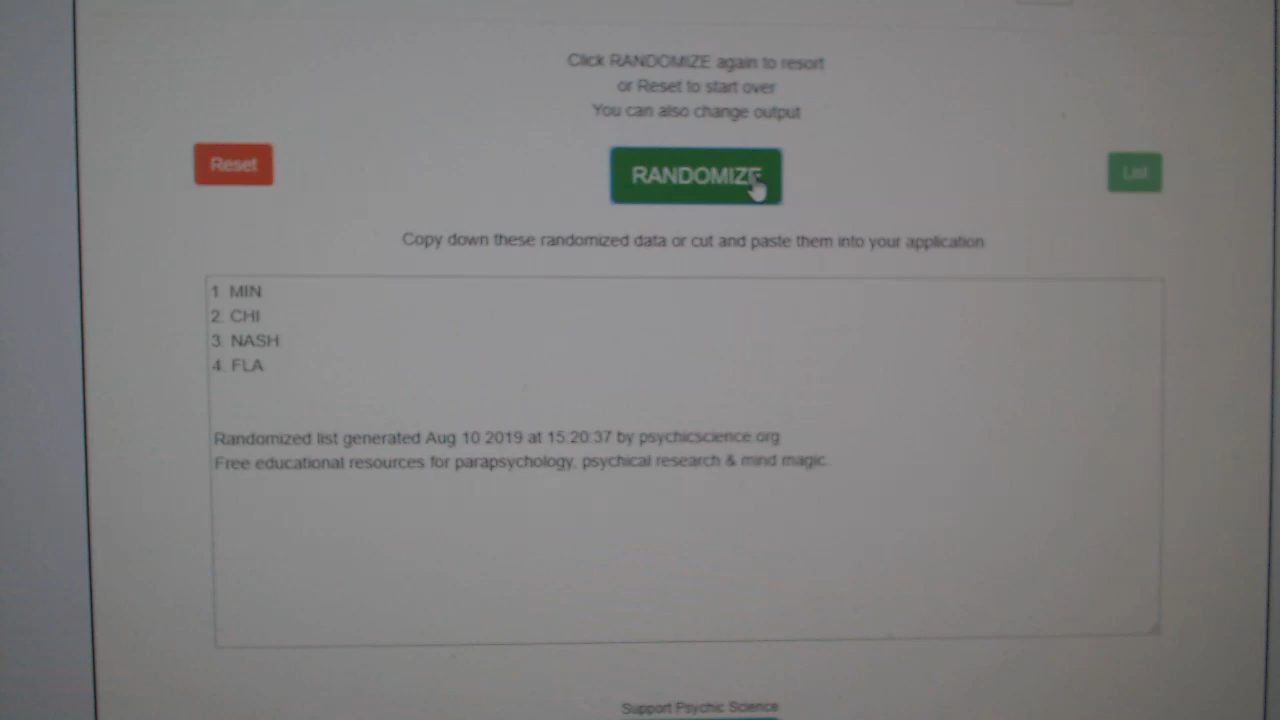 Click RANDOMIZE again to resort
or Reset to start over
You can also change output
Reset
RANDOMIZE
List
Copy down these randomized data or cut and paste them into your application
1. MIN
2. CHI
3. NASH
4. FLA
Randomized list generated Aug 10 2019 at 15:20:37 by psychicscience.org
Free educational resources for parapsychology, psychical research & mind magic.
Support Psychic Science